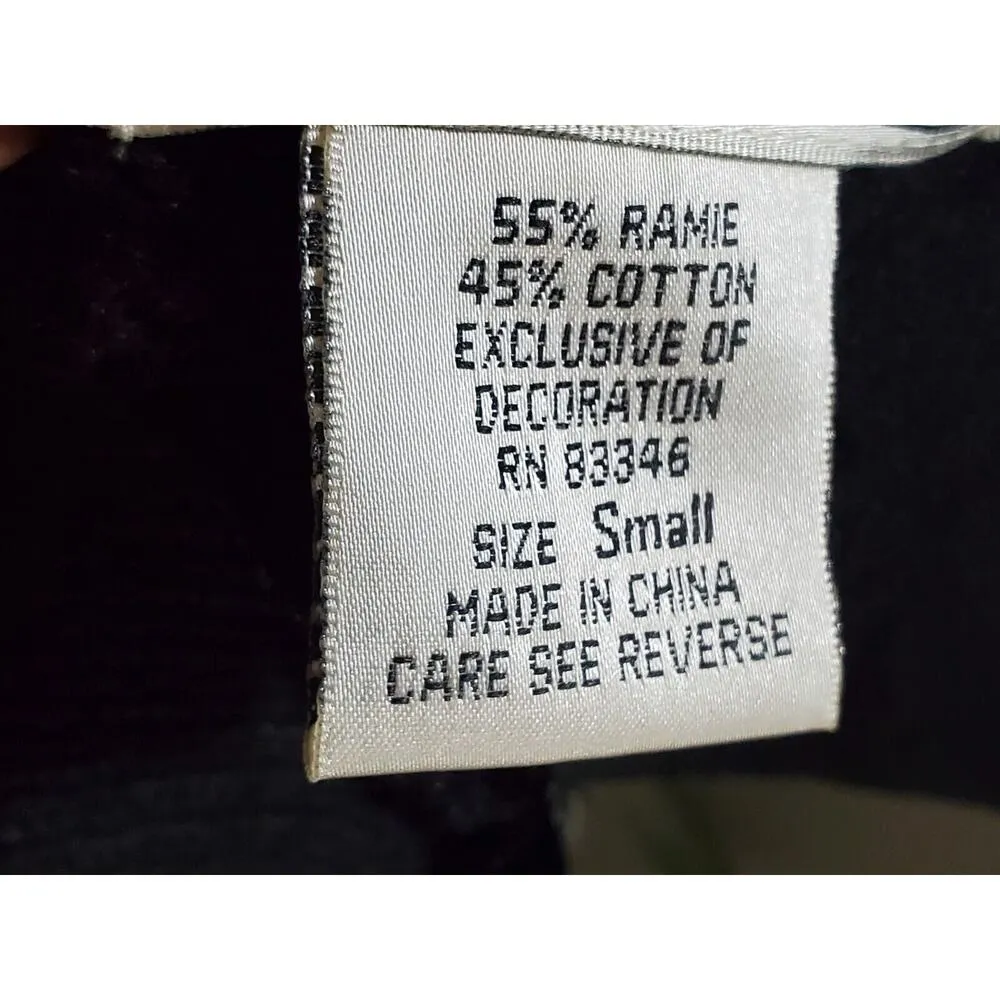 55% RAMIE
45% COTTON
EXCLUSIVE OF
DECORATION
RN 83346
SIZE Small
MADE IN CHINA
CARE SEE REVERSE